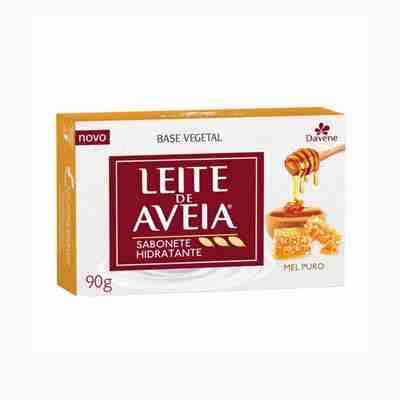 novo
BASE VEGETAL
Davene
LEITE
DE
AVEIA®
SABONETE
HIDRATANTE
MEL PURO
90g